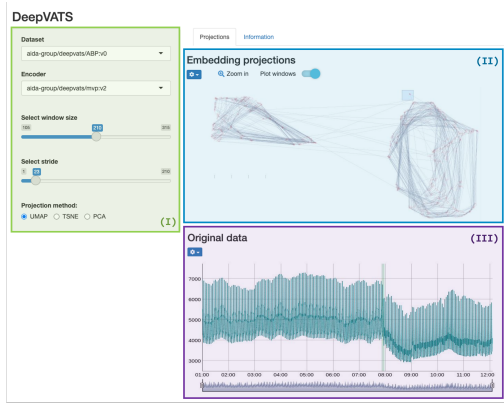 DeepVATS
Dataset
aida-group/deepvats/ABP:v0
Encoder
aida-group/deepvats/mvp:v2
Select window size
210
Select stride
1
Projection method:
UMAP TSNE PCA
(I)
Projections Information
Embedding projections
(II)
Zoom in Plot windows
Original data
(III)
7000
6000
5000
4000
3000
01:00 02:00 03:00 04:00 05:00 06:00 07:00 08:00 09:00 10:00 11:00 12:00